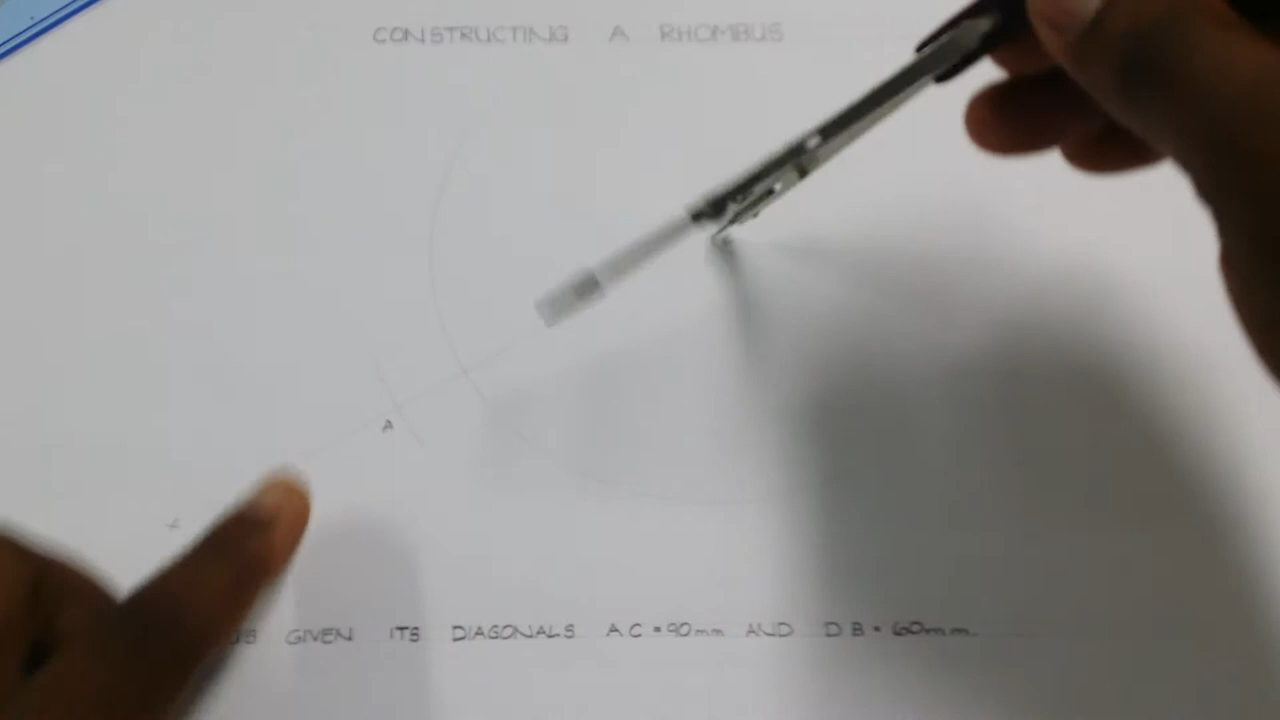 CONSTRUCTING A RHOMBUS
A
GIVEN ITS DIAGONALS AC = 90mm AND DB = 60mm.